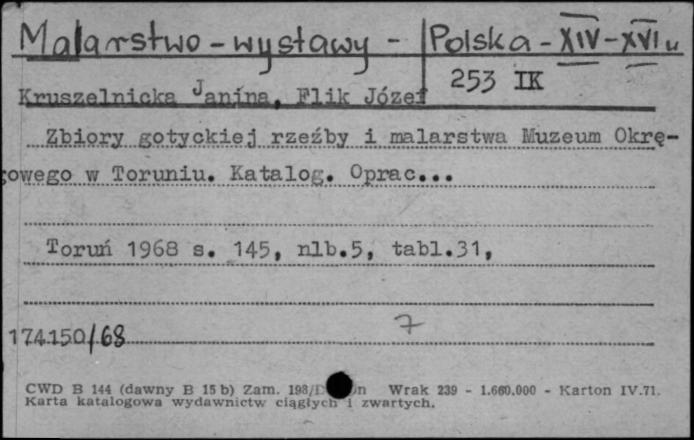 Malarstwo - wystawy - Polska - XIV - XVI u
253 IK
Kruszelnicka Janina, Flik Józef
Zbiory gotyckiej rzeźby i malarstwa Muzeum Okrę-
gowego w Toruniu. Katalog. Oprac...
Toruń 1968 s. 145, nlb.5, tabl.31,
174150/68
7
CWD B 144 (dawny B 15 b) Zam. 198/ Wrak 239 - 1.660.000 - Karton IV.71.
Karta katalogowa wydawnictw ciągłych i zwartych.